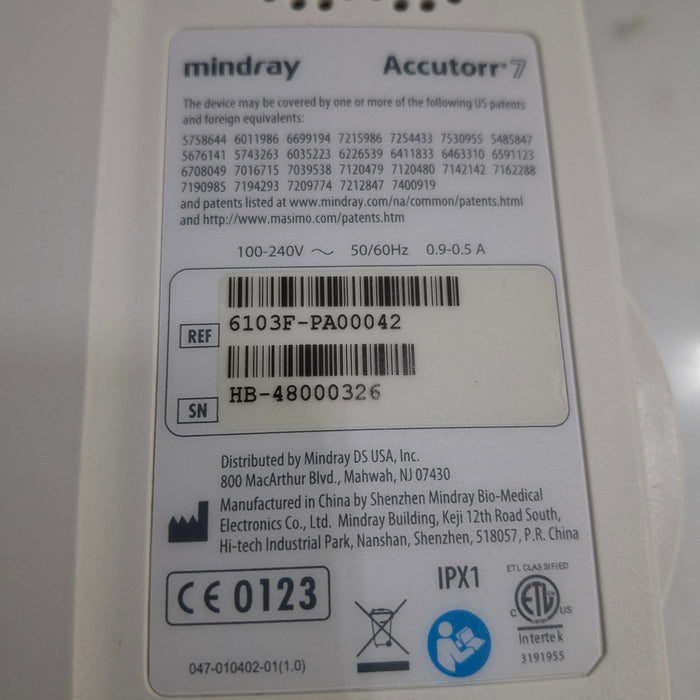 mindray Accutorr®7
The device may be covered by one or more of the following US patents
and foreign equivalents:
5758644 6011986 6699194 7215986 7254433 7530955 5485847
5676141 5743263 6035223 6226539 6411833 6463310 6591123
6708049 7016715 7039538 7120479 7120480 7142142 7162288
7190985 7194293 7209774 7212847 7400919
and patents listed at www.mindray.com/na/common/patents.html
and http://www.masimo.com/patents.htm
100-240V ~ 50/60Hz 0.9-0.5 A
REF 6103F-PA00042
SN HB-48000326
Distributed by Mindray DS USA, Inc.
800 MacArthur Blvd., Mahwah, NJ 07430
Manufactured in China by Shenzhen Mindray Bio-Medical
Electronics Co., Ltd. Mindray Building, Keji 12th Road South,
Hi-tech Industrial Park, Nanshan, Shenzhen, 518057, P.R. China
CE 0123
IPX1
ETL CLASSIFIED
C ETL US
Intertek
3191955
047-010402-01(1.0)